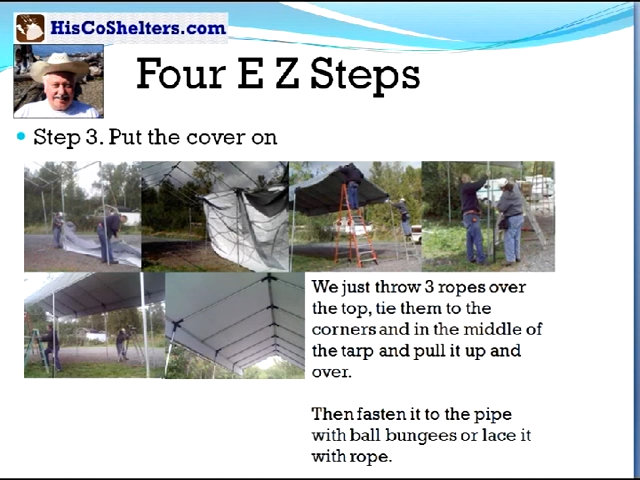 HisCoShelters.com
Four E Z Steps
Step 3. Put the cover on
We just throw 3 ropes over
the top, tie them to the
corners and in the middle of
the tarp and pull it up and
over.
Then fasten it to the pipe
with ball bungees or lace it
with rope.